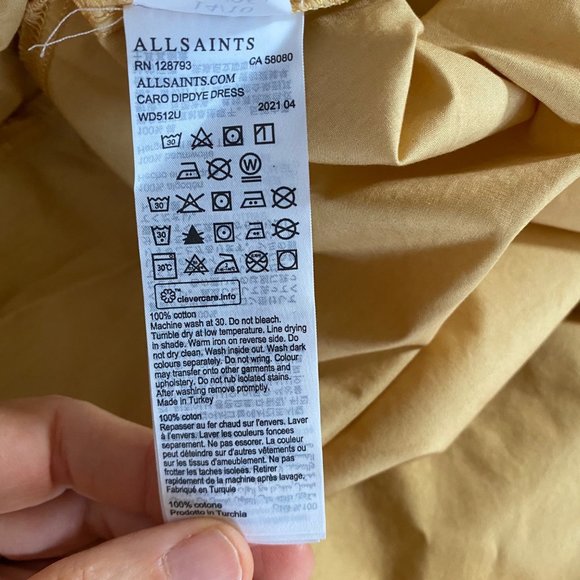 ALLSAINTS
RN 128793 CA 58080
ALLSAINTS.COM
CARO DIPDYE DRESS
WD512U 2021 04
30
W
30
30
30°C
clevercare.info
100% cotton
Machine wash at 30. Do not bleach.
Tumble dry at low temperature. Line drying
in shade. Warm iron on reverse side. Do
not dry clean. Wash inside out. Wash dark
colours separately. Do not wring. Colour
may transfer onto other garments and
upholstery. Do not rub isolated stains.
After washing remove promptly.
Made in Turkey
100% coton
Repasser au fer chaud sur l'envers. Laver
à l'envers. Laver les couleurs foncées
separement. Ne pas essorer. La couleur
peut déteindre sur d'autres vêtements ou
sur les tissus d'ameublement. Ne pas
frotter les taches isolées. Retirer
rapidement de la machine après lavage.
Fabriqué en Turquie
100% cotone
Prodotto in Turchia